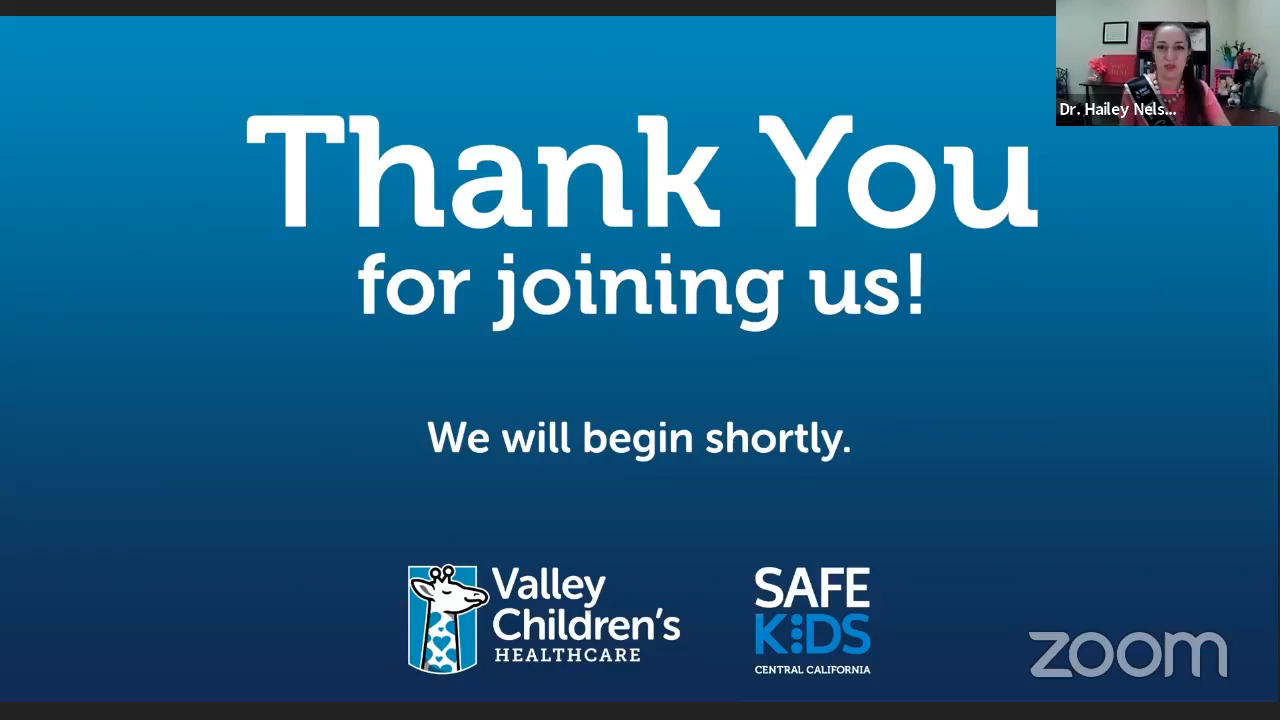 Thank You
for joining us!
We will begin shortly.
Valley
Children's
HEALTHCARE
SAFE
KIDS
CENTRAL CALIFORNIA
zoom
Dr. Hailey Nels...